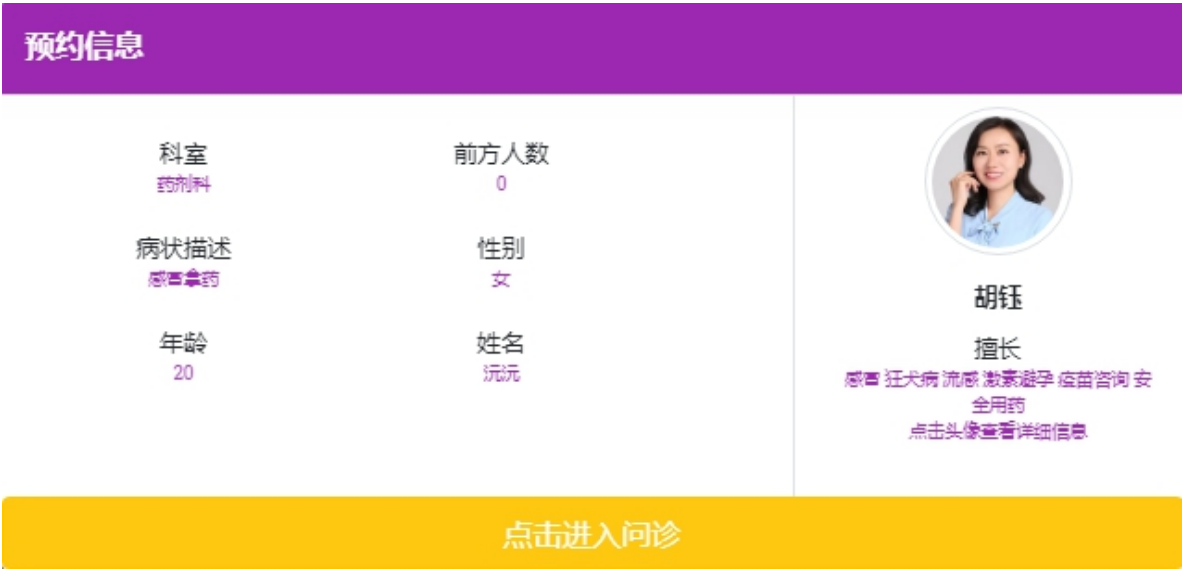 预约信息
科室
药剂科
前方人数
0
病状描述
感冒拿药
性别
女
年龄
20
姓名
沅沅
胡钰
擅长
感冒 狂犬病 流感 激素避孕 疫苗咨询 安
全用药
点击头像查看详细信息
点击进入问诊